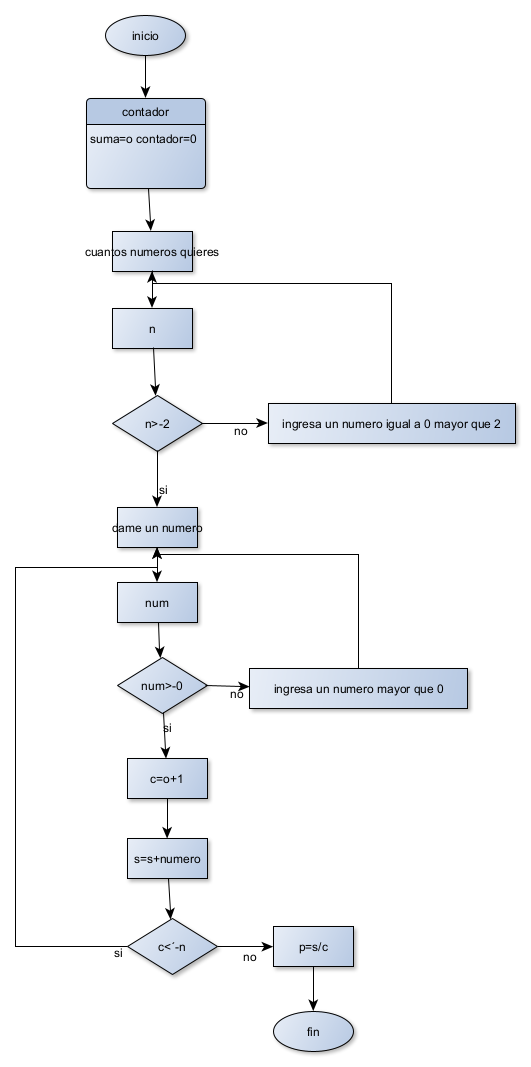 inicio
contador
suma=o contador=0
cuantos numeros quieres
n
n>-2
no
ingresa un numero igual a 0 mayor que 2
si
dame un numero
num
num>-0
no
ingresa un numero mayor que 0
si
c=o+1
s=s+numero
c<´-n
si
no
p=s/c
fin